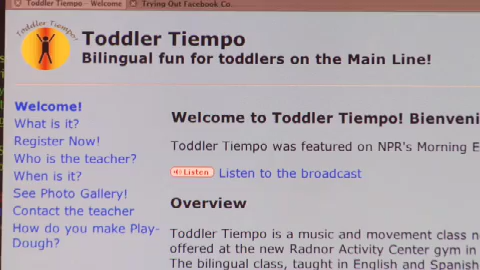 Toddler Tiempo - Welcome
Trying Out Facebook Co...
Toddler Tiempo
Toddler Tiempo
Bilingual fun for toddlers on the Main Line!
Welcome!
What is it?
Register Now!
Who is the teacher?
When is it?
See Photo Gallery!
Contact the teacher
How do you make Play-
Dough?
Welcome to Toddler Tiempo! Bienveni
Toddler Tiempo was featured on NPR's Morning E
Listen Listen to the broadcast
Overview
Toddler Tiempo is a music and movement class n
offered at the new Radnor Activity Center gym in
The bilingual class, taught in English and Spanish